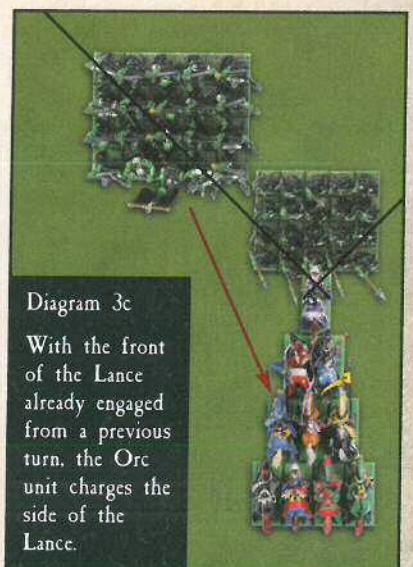 Diagram 3c
With the front
of the Lance
already engaged
from a previous
turn, the Orc
unit charges the
side of the
Lance.